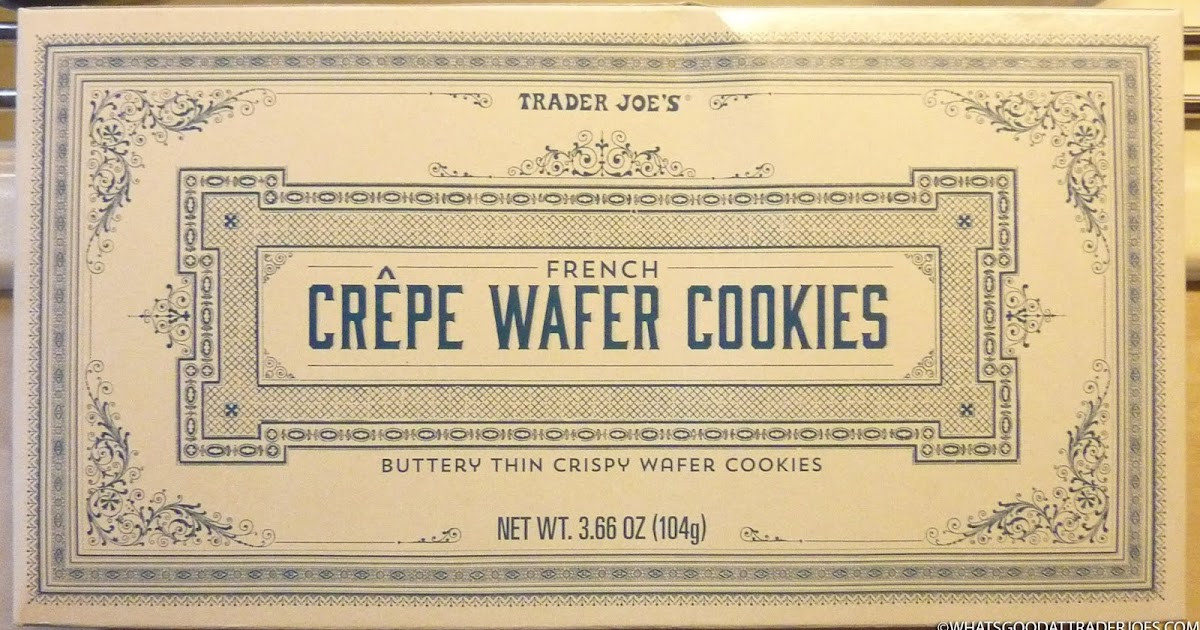 TRADER JOE'S®
FRENCH
CRÊPE WAFER COOKIES
BUTTERY THIN CRISPY WAFER COOKIES
NET WT. 3.66 OZ (104g)
©WHATSGOODATTRADERJOES.COM